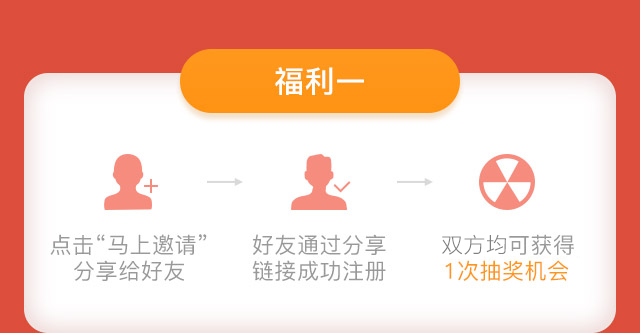 福利一
点击“马上邀请”
分享给好友
好友通过分享
链接成功注册
双方均可获得
1次抽奖机会